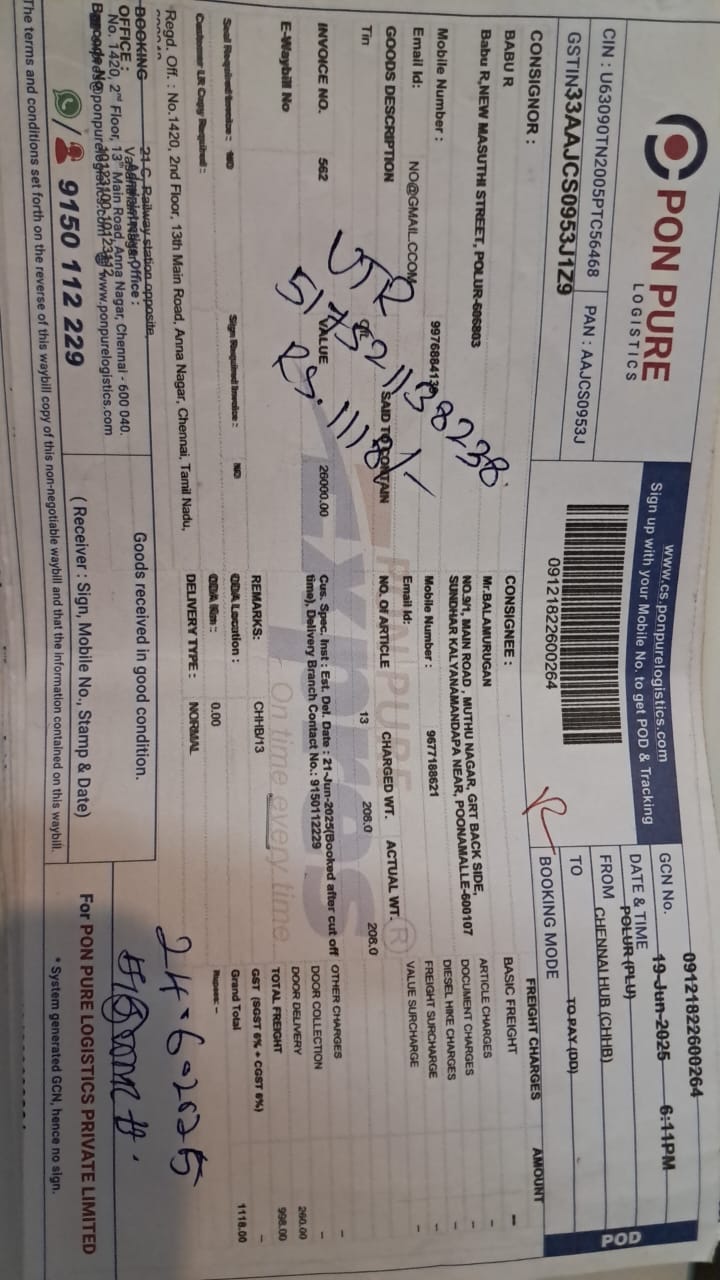 PON PURE
LOGISTICS
www.cs.ponpurelogistics.com
Sign up with your Mobile No. to get POD & Tracking
CIN : U63090TN2005PTC56468
PAN : AAJCS0953J
GSTIN33AAJCS0953J1Z9
09121822600264
GCN No.
09121822600264
DATE & TIME
19-Jun-2025 6:11PM
POLUR (PLU)
FROM CHENNAI HUB (CHHB)
TO
BOOKING MODE
TO PAY (DD)
POD
CONSIGNOR :
BABU R
Babu R,NEW MASUTHI STREET, POLUR-606803
Mobile Number :
Email Id: NO@GMAIL.CCOM
CONSIGNEE :
Mr.BALAMURUGAN
NO.9/1, MAIN ROAD , MUTHU NAGAR, GRT BACK SIDE,
SUNDHAR KALYANAMANDAPA NEAR, POONAMALLE-600107
Mobile Number : 9677188621
Email Id:
GOODS DESCRIPTION
SAID TO CONTAIN
NO. OF ARTICLE
CHARGED WT.
ACTUAL WT.
Tin
13
208.0
208.0
INVOICE NO. 562
VALUE 26000.00
E-Waybill No
UTR
517521138238
RS. 1118/-
Cus. Spec. Inst : Est. Del. Date : 21-Jun-2025(Booked after cut off
time), Delivery Branch Contact No.: 9150112229
REMARKS: CHHB/13
ODA Location :
ODA Km : 0.00
DELIVERY TYPE : NORMAL
PON PURE
Xpress
On time every time
FREIGHT CHARGES AMOUNT
BASIC FREIGHT –
ARTICLE CHARGES –
DOCUMENT CHARGES –
DIESEL HIKE CHARGES –
FREIGHT SURCHARGE –
VALUE SURCHARGE –
OTHER CHARGES –
DOOR COLLECTION –
DOOR DELIVERY 260.00
TOTAL FREIGHT 998.00
GST (SGST 6% + CGST 6%) –
Grand Total 1118.00
Rupees: –
Seal Required Invoice : NO
Sign Required Invoice : NO
Customer LR Copy Required :
Regd. Off. : No.1420, 2nd Floor, 13th Main Road, Anna Nagar, Chennai, Tamil Nadu,
BOOKING
OFFICE :
21-C, Railway station opposite
Administrative Office :
No. 1420, 2nd Floor, 13th Main Road, Anna Nagar, Chennai - 600 040.
www.ponpurelogistics.com
9150 112 229
Goods received in good condition.
( Receiver : Sign, Mobile No., Stamp & Date)
24.6.2025
For PON PURE LOGISTICS PRIVATE LIMITED
* System generated GCN, hence no sign.
The terms and conditions set forth on the reverse of this waybill copy of this non-negotiable waybill and that the information contained on this waybill